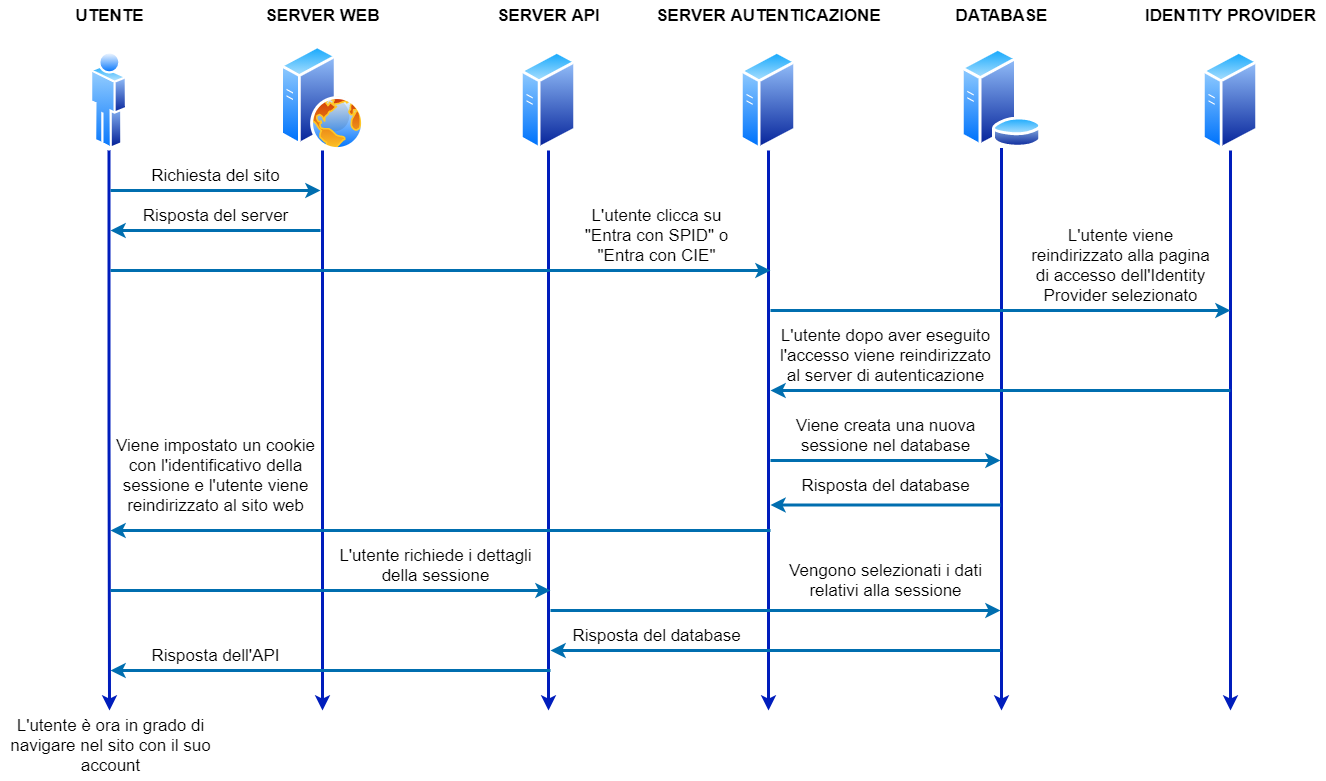 UTENTE
SERVER WEB
SERVER API
SERVER AUTENTICAZIONE
DATABASE
IDENTITY PROVIDER
Richiesta del sito
Risposta del server
L'utente clicca su
"Entra con SPID" o
"Entra con CIE"
L'utente viene
reindirizzato alla pagina
di accesso dell'Identity
Provider selezionato
L'utente dopo aver eseguito
l'accesso viene reindirizzato
al server di autenticazione
Viene creata una nuova
sessione nel database
Risposta del database
Viene impostato un cookie
con l'identificativo della
sessione e l'utente viene
reindirizzato al sito web
L'utente richiede i dettagli
della sessione
Vengono selezionati i dati
relativi alla sessione
Risposta del database
Risposta dell'API
L'utente è ora in grado di
navigare nel sito con il suo
account